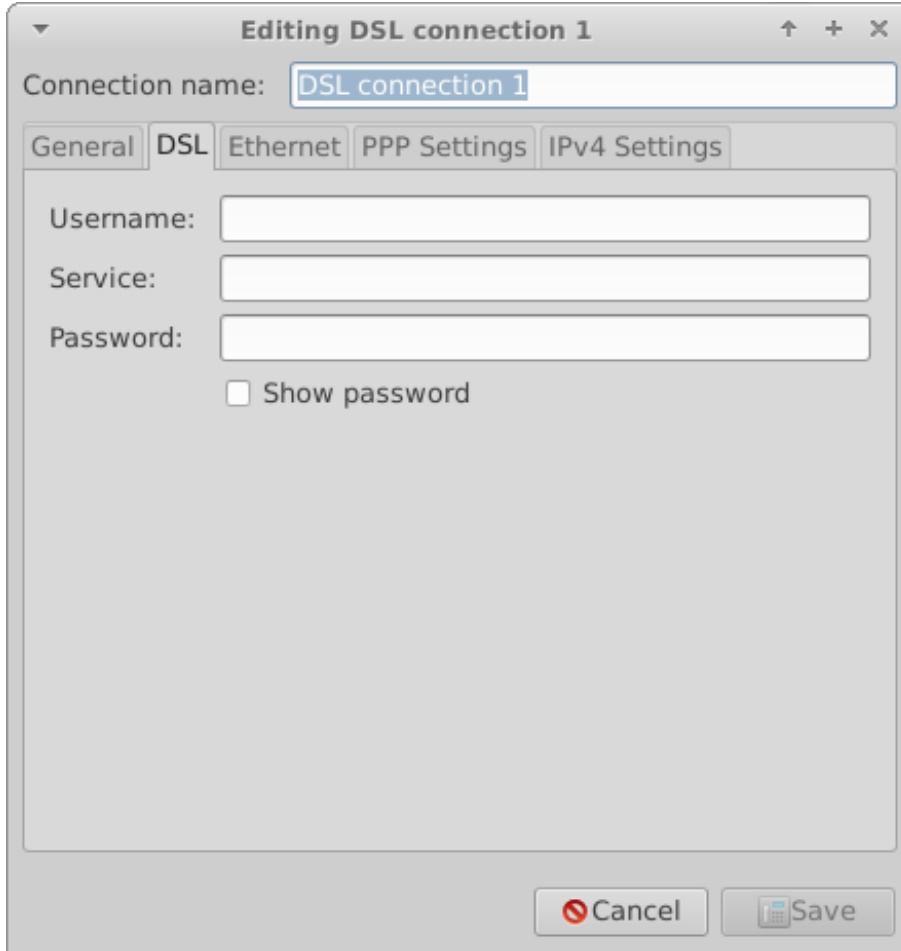 Editing DSL connection 1
Connection name: DSL connection 1
General DSL Ethernet PPP Settings IPv4 Settings
Username:
Service:
Password:
Show password
Cancel Save